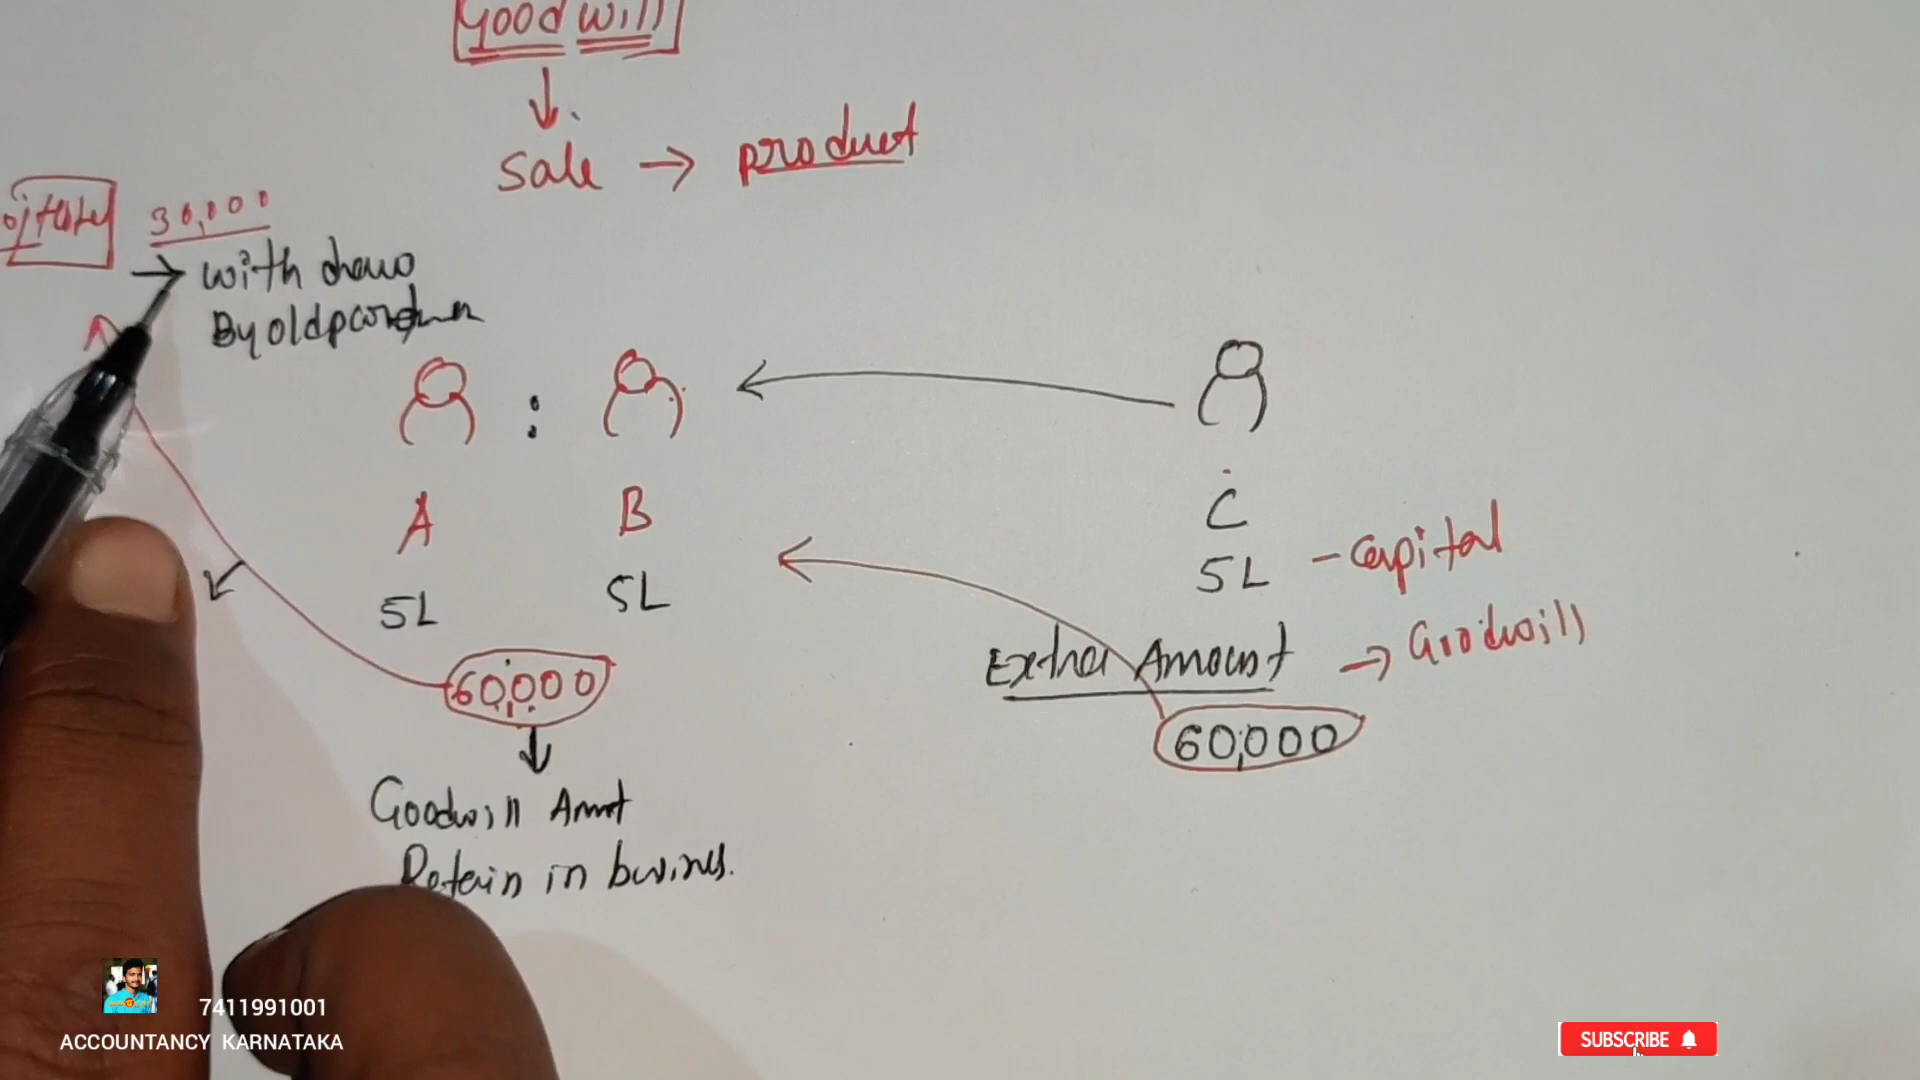 Goodwill
Sale → product
30,000
→ with draw
By old partner
:
A B C
5L 5L 5L - Capital
Extra Amount → Goodwill
60,000 60,000
Goodwill Amt
Retain in business.
7411991001
ACCOUNTANCY KARNATAKA
SUBSCRIBE